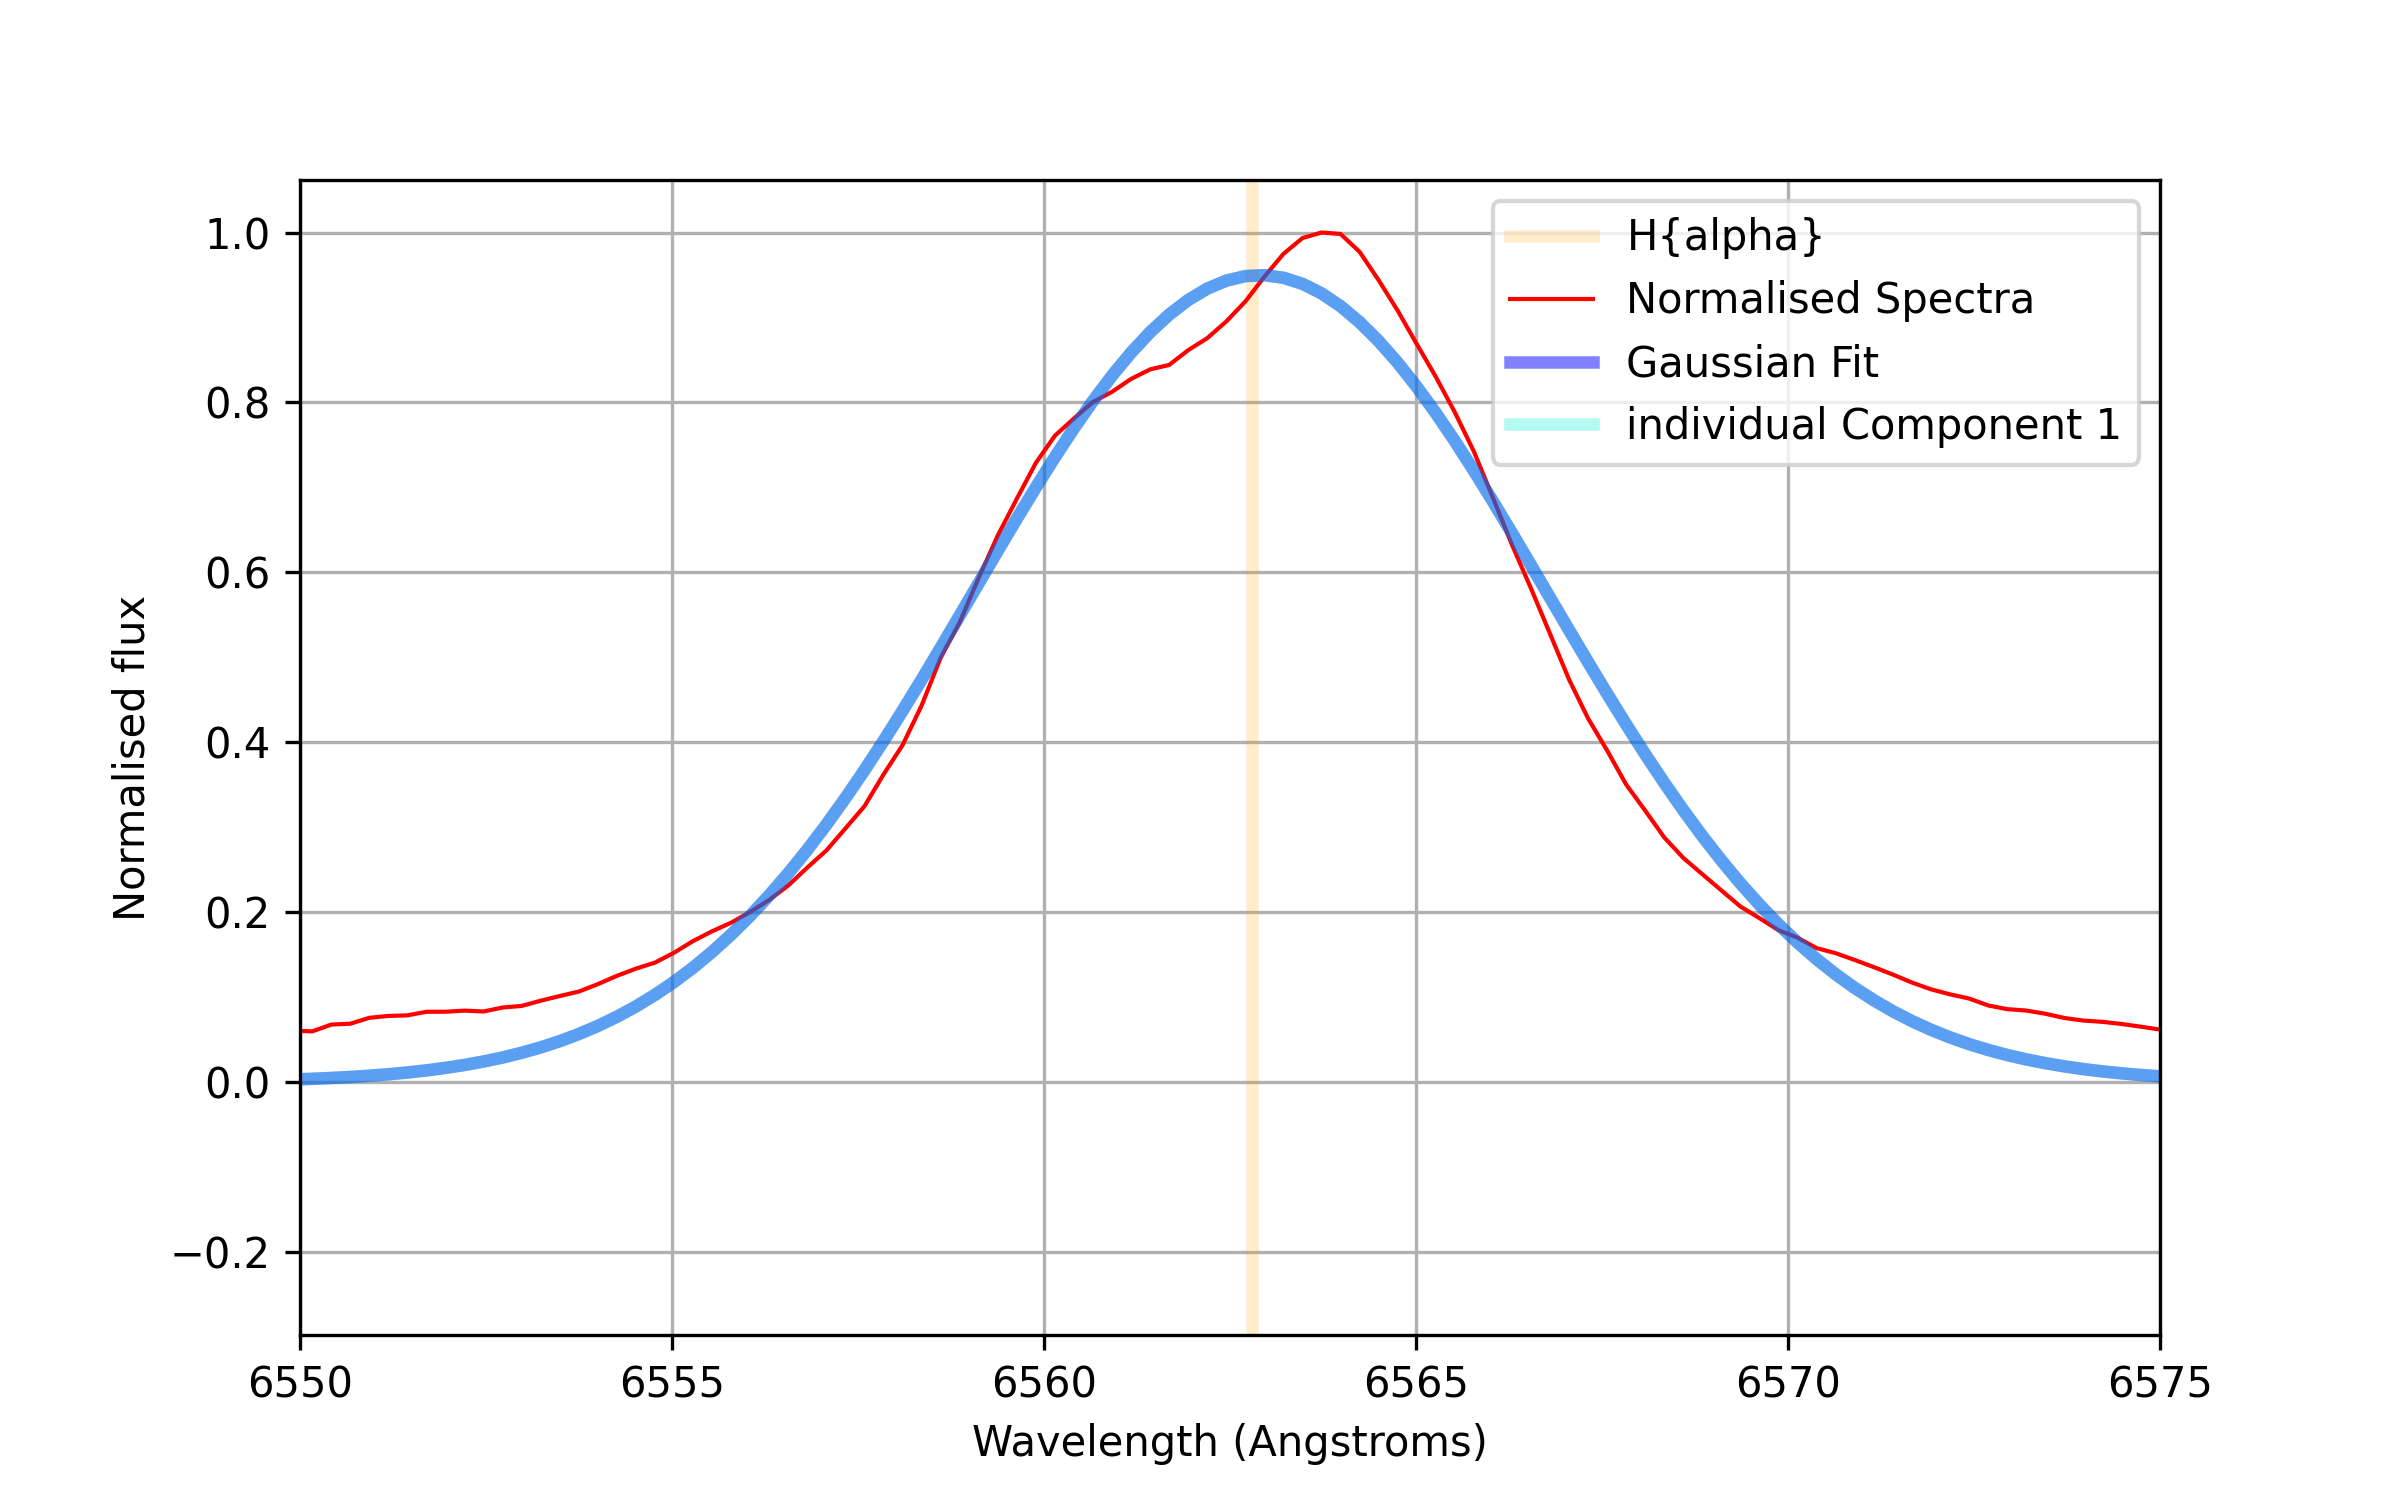 H{alpha}
Normalised Spectra
Gaussian Fit
individual Component 1
1.0
0.8
0.6
0.4
0.2
0.0
−0.2
Normalised flux
6550 6555 6560 6565 6570 6575
Wavelength (Angstroms)